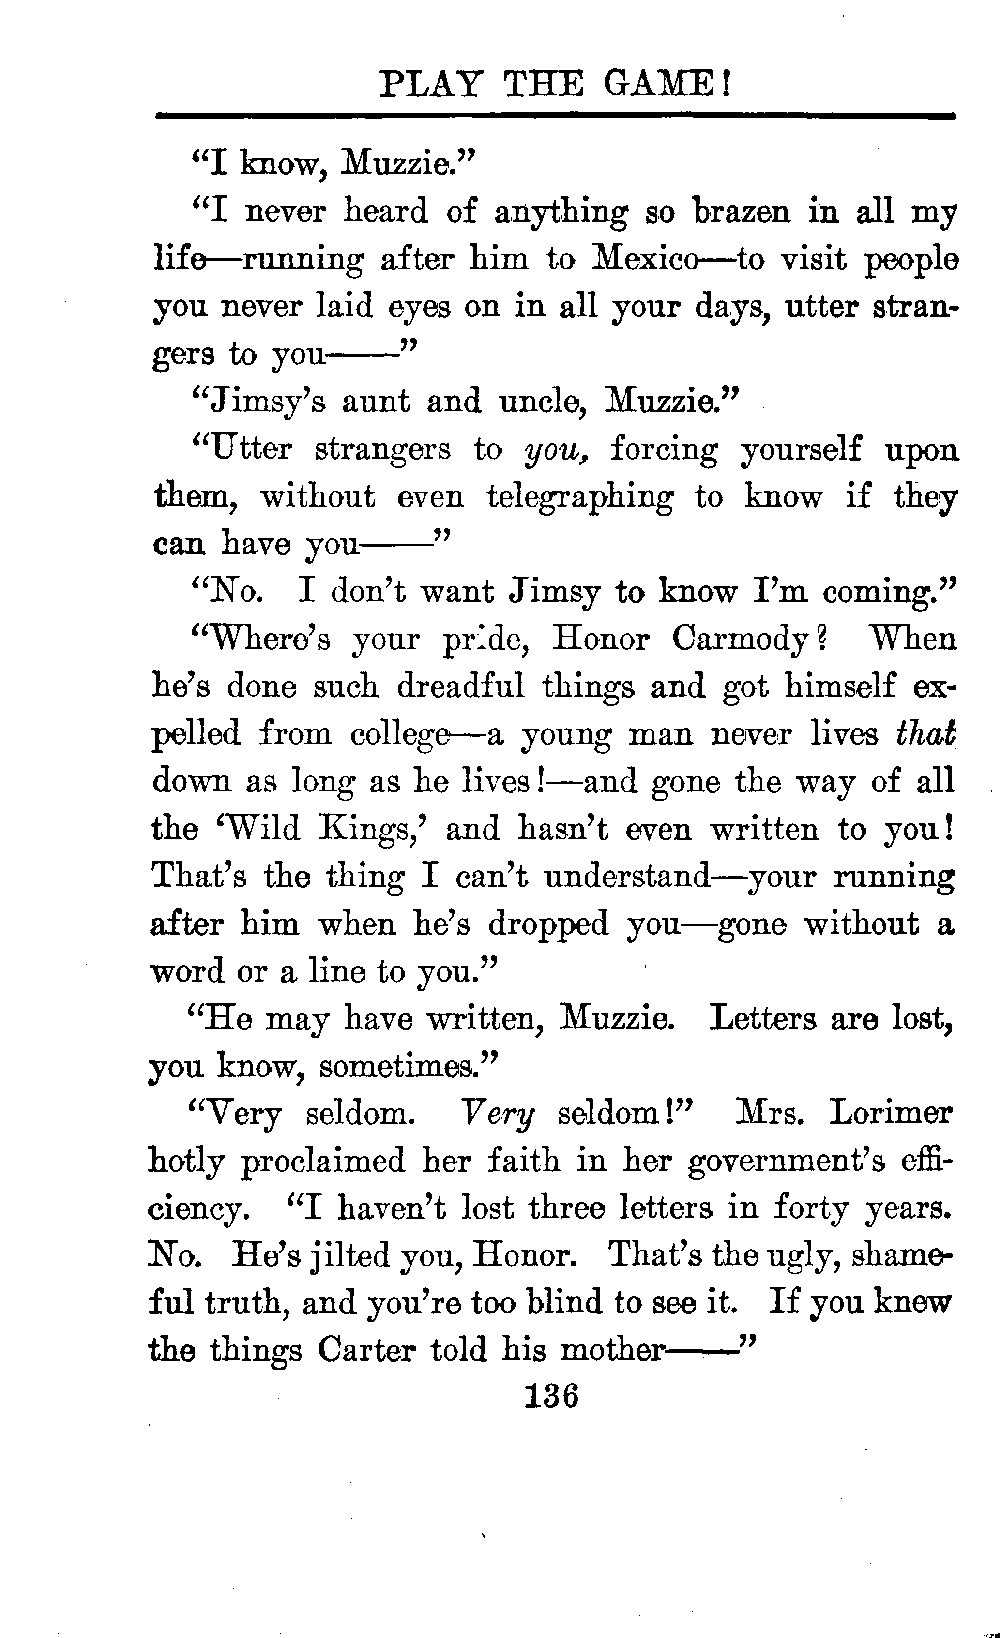 PLAY THE GAME!
“I know, Muzzie.”
“I never heard of anything so brazen in all my
life—running after him to Mexico—to visit people
you never laid eyes on in all your days, utter stran-
gers to you——”
“Jimsy’s aunt and uncle, Muzzie.”
“Utter strangers to you, forcing yourself upon
them, without even telegraphing to know if they
can have you——”
“No. I don’t want Jimsy to know I’m coming.”
“Where’s your pride, Honor Carmody? When
he’s done such dreadful things and got himself ex-
pelled from college—a young man never lives that
down as long as he lives!—and gone the way of all
the ‘Wild Kings,’ and hasn’t even written to you!
That’s the thing I can’t understand—your running
after him when he’s dropped you—gone without a
word or a line to you.”
“He may have written, Muzzie. Letters are lost,
you know, sometimes.”
“Very seldom. Very seldom!” Mrs. Lorimer
hotly proclaimed her faith in her government’s effi-
ciency. “I haven’t lost three letters in forty years.
No. He’s jilted you, Honor. That’s the ugly, shame-
ful truth, and you’re too blind to see it. If you knew
the things Carter told his mother——”
136